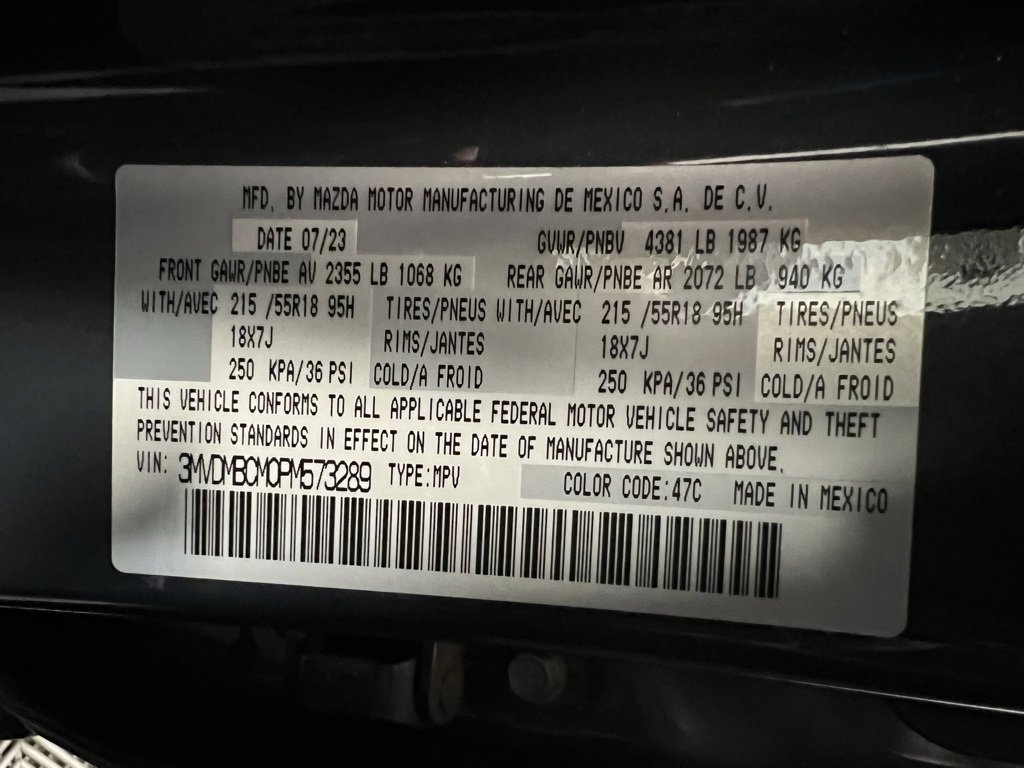 MFD. BY MAZDA MOTOR MANUFACTURING DE MEXICO S.A. DE C.V.
DATE 07/23 GVWR/PNBV 4381 LB 1987 KG
FRONT GAWR/PNBE AV 2355 LB 1068 KG REAR GAWR/PNBE AR 2072 LB 940 KG
WITH/AVEC 215 /55R18 95H TIRES/PNEUS WITH/AVEC 215 /55R18 95H TIRES/PNEUS
18X7J RIMS/JANTES 18X7J RIMS/JANTES
250 KPA/36 PSI COLD/A FROID 250 KPA/36 PSI COLD/A FROID
THIS VEHICLE CONFORMS TO ALL APPLICABLE FEDERAL MOTOR VEHICLE SAFETY AND THEFT
PREVENTION STANDARDS IN EFFECT ON THE DATE OF MANUFACTURE SHOWN ABOVE.
VIN: 3MVDMBCM0PM573289 TYPE:MPV COLOR CODE:47C MADE IN MEXICO